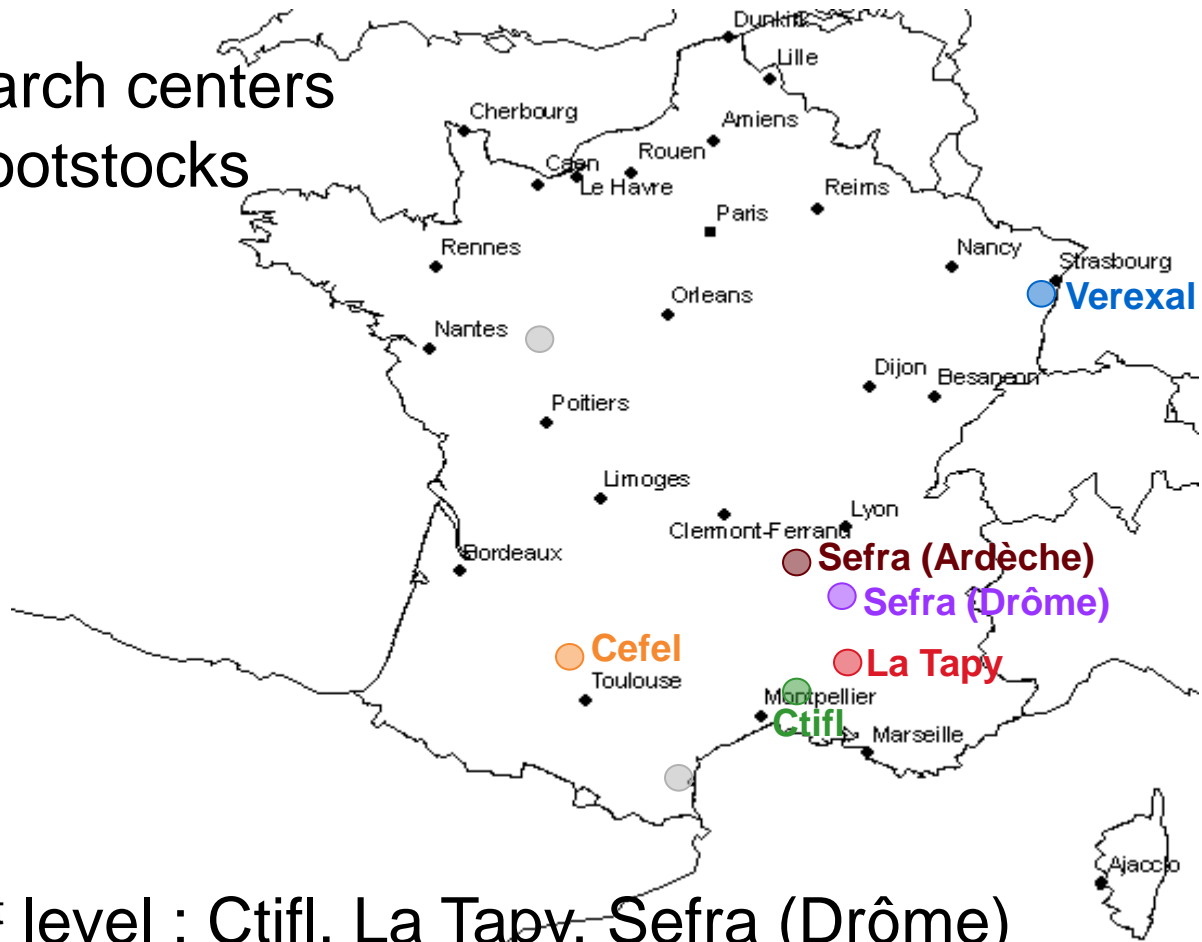 arch centers
ootstocks
Dunkirk
Lille
Cherbourg
Amiens
Rouen
Caen
Le Havre
Reims
Paris
Rennes
Nancy
Strasbourg
Verexal
Orleans
Nantes
Dijon
Besancon
Poitiers
Limoges
Lyon
Clermont-Ferrand
Bordeaux
Sefra (Ardèche)
Sefra (Drôme)
Cefel
La Tapy
Toulouse
Montpellier
Ctifl
Marseille
Ajaccio
level : Ctifl, La Tapy, Sefra (Drôme)